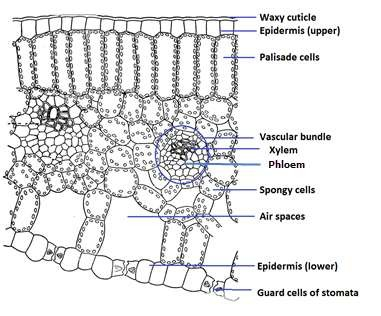 Waxy cuticle
Epidermis (upper)
Palisade cells
Vascular bundle
Xylem
Phloem
Spongy cells
Air spaces
Epidermis (lower)
Guard cells of stomata